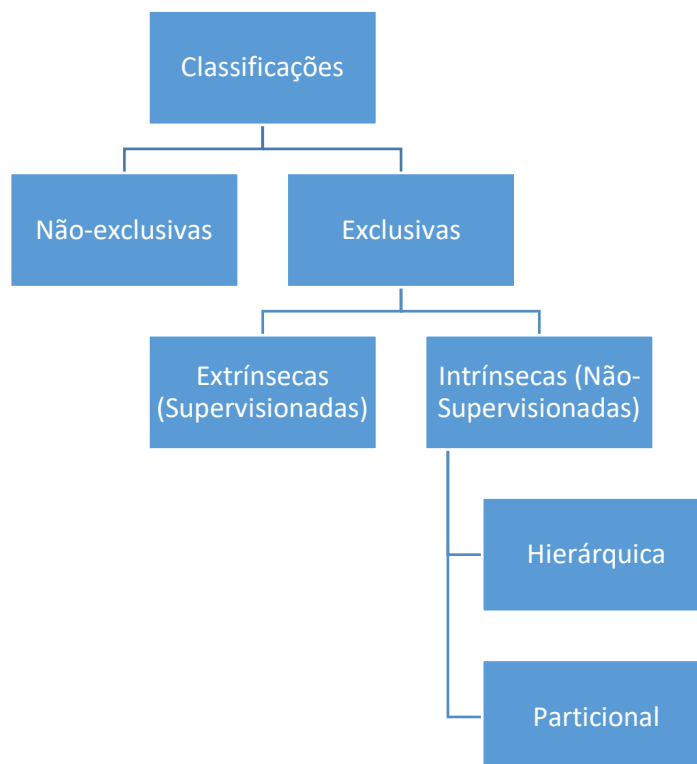 Classificações
Não-exclusivas
Exclusivas
Extrínsecas
(Supervisionadas)
Intrínsecas (Não-
Supervisionadas)
Hierárquica
Particional